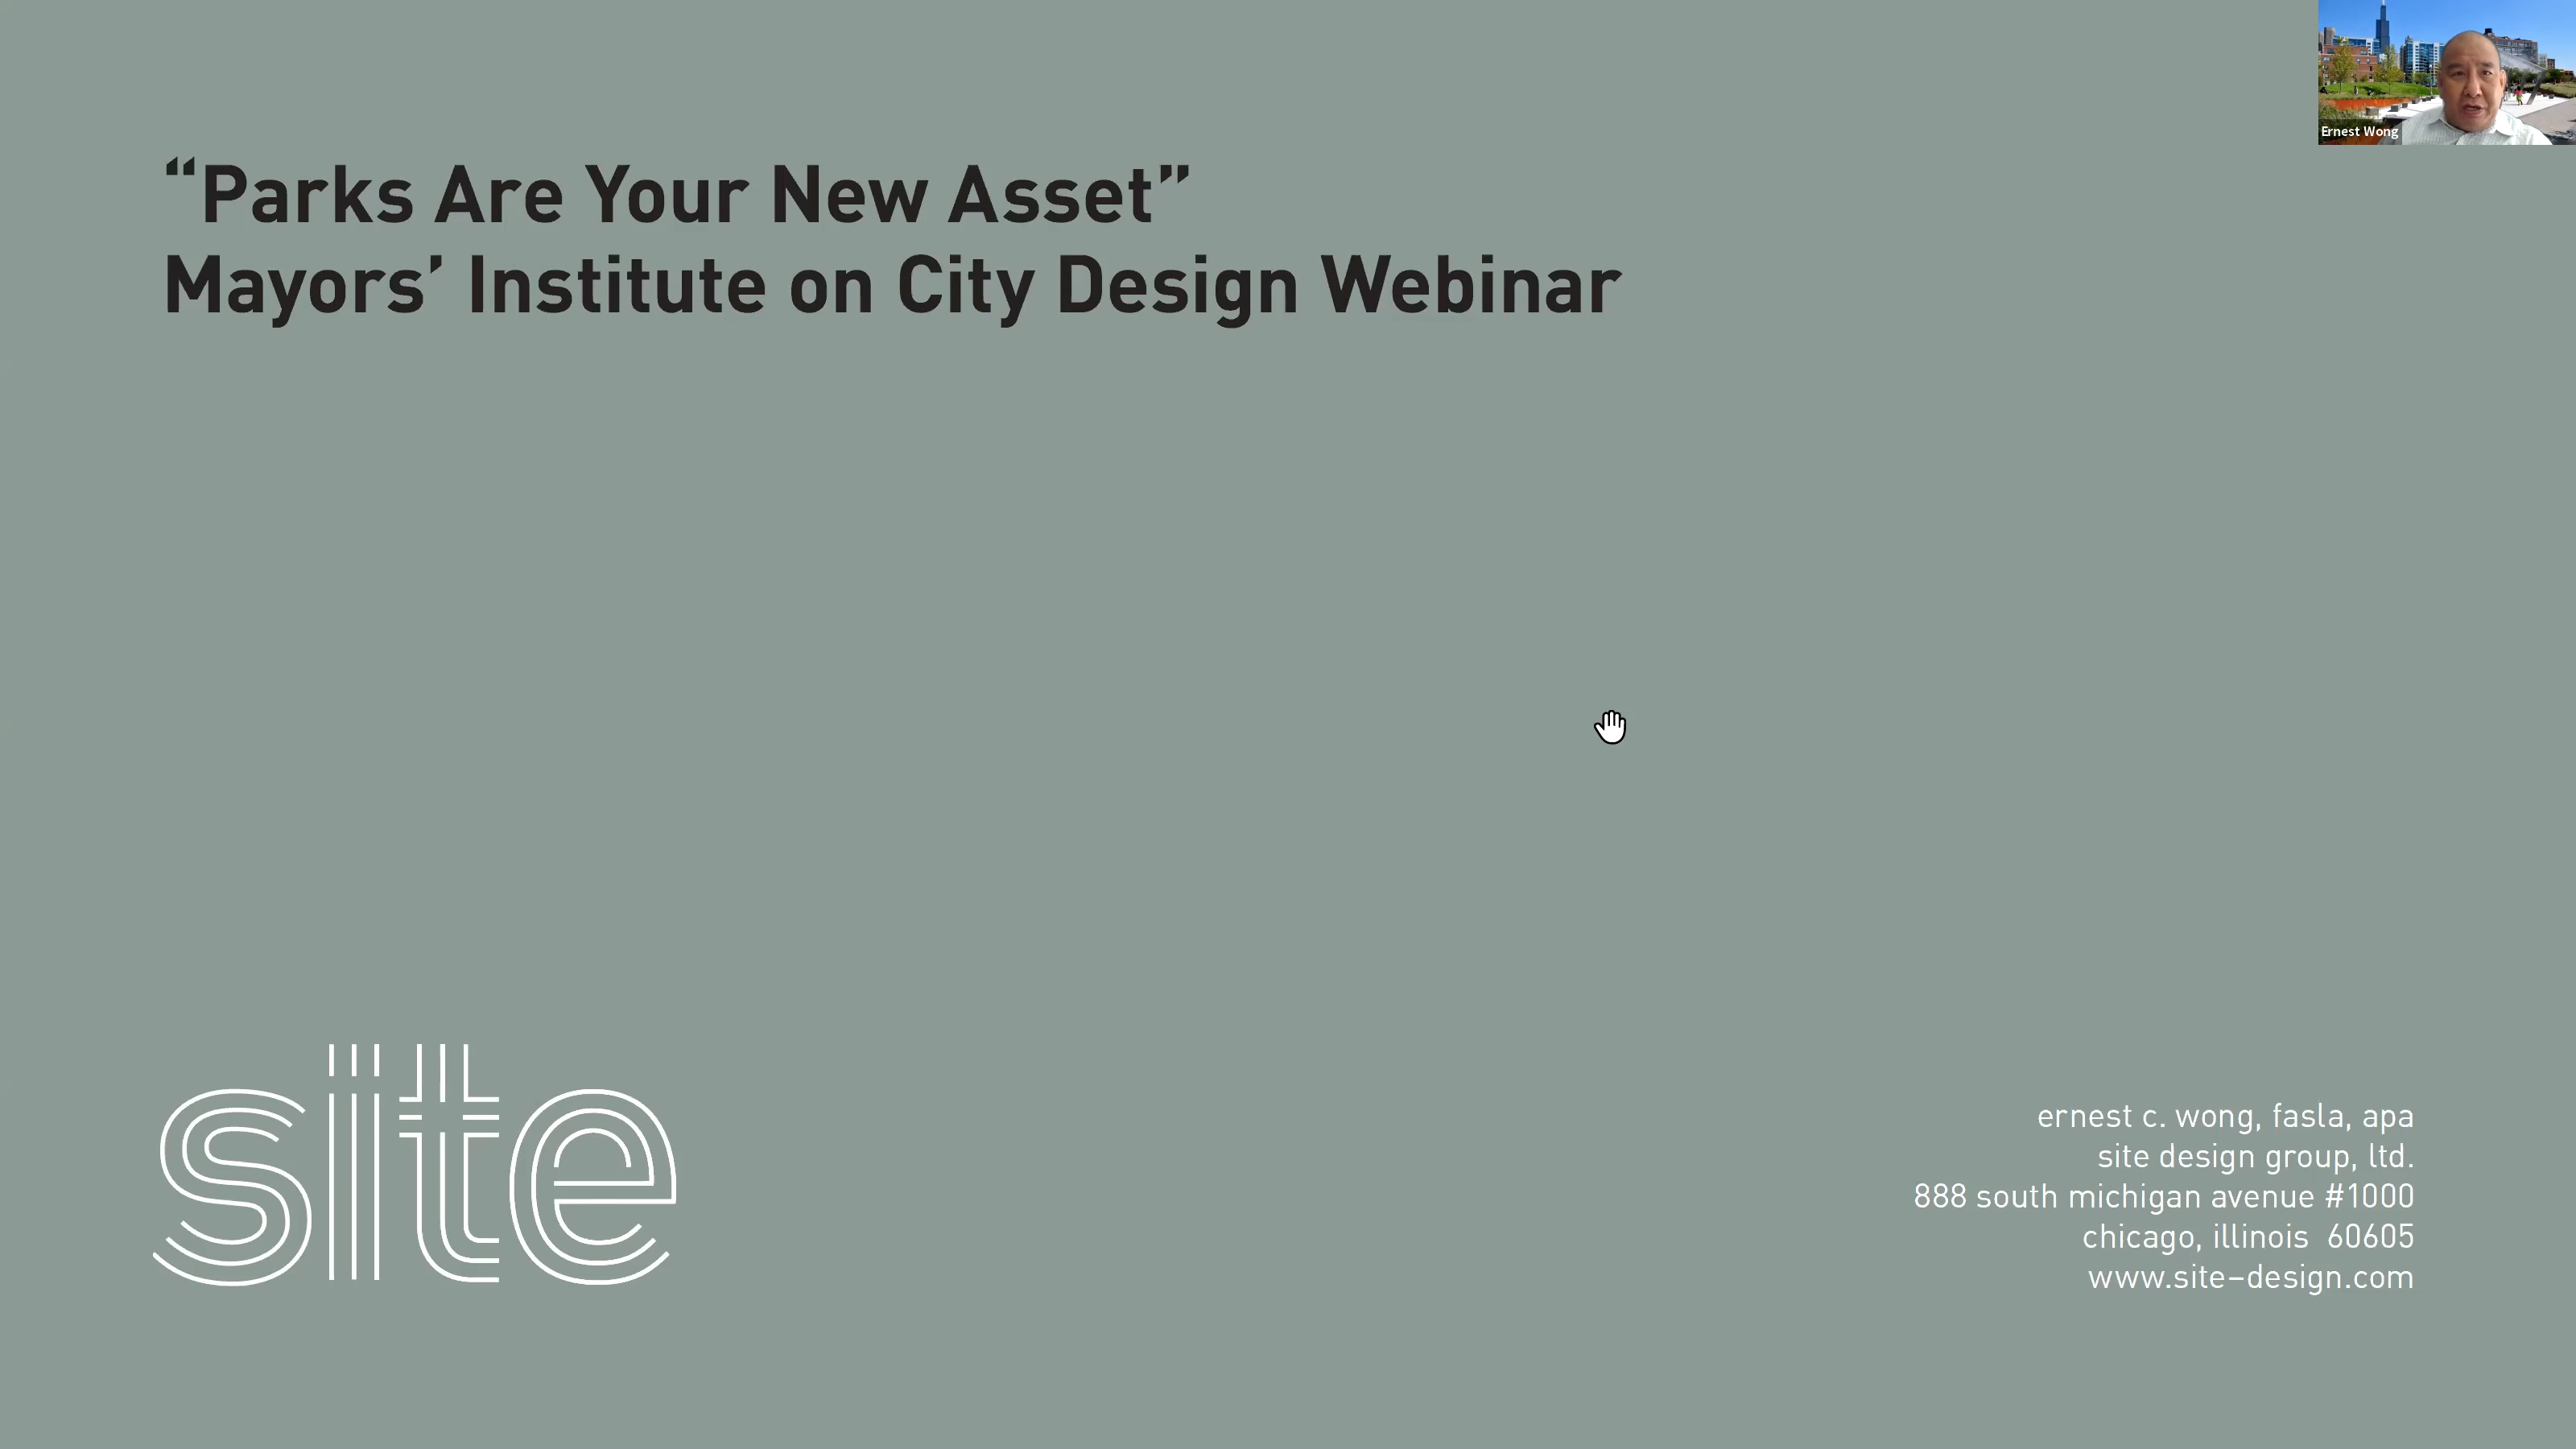 “Parks Are Your New Asset”
Mayors’ Institute on City Design Webinar
Ernest Wong
site
ernest c. wong, fasla, apa
site design group, ltd.
888 south michigan avenue #1000
chicago, illinois  60605
www.site-design.com